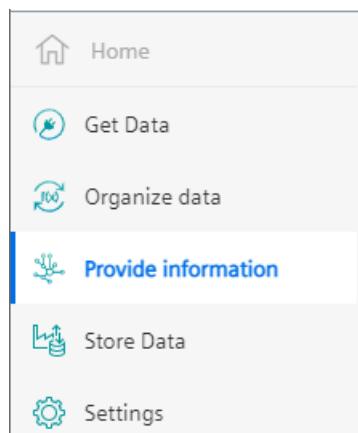 Home
Get Data
Organize data
Provide information
Store Data
Settings